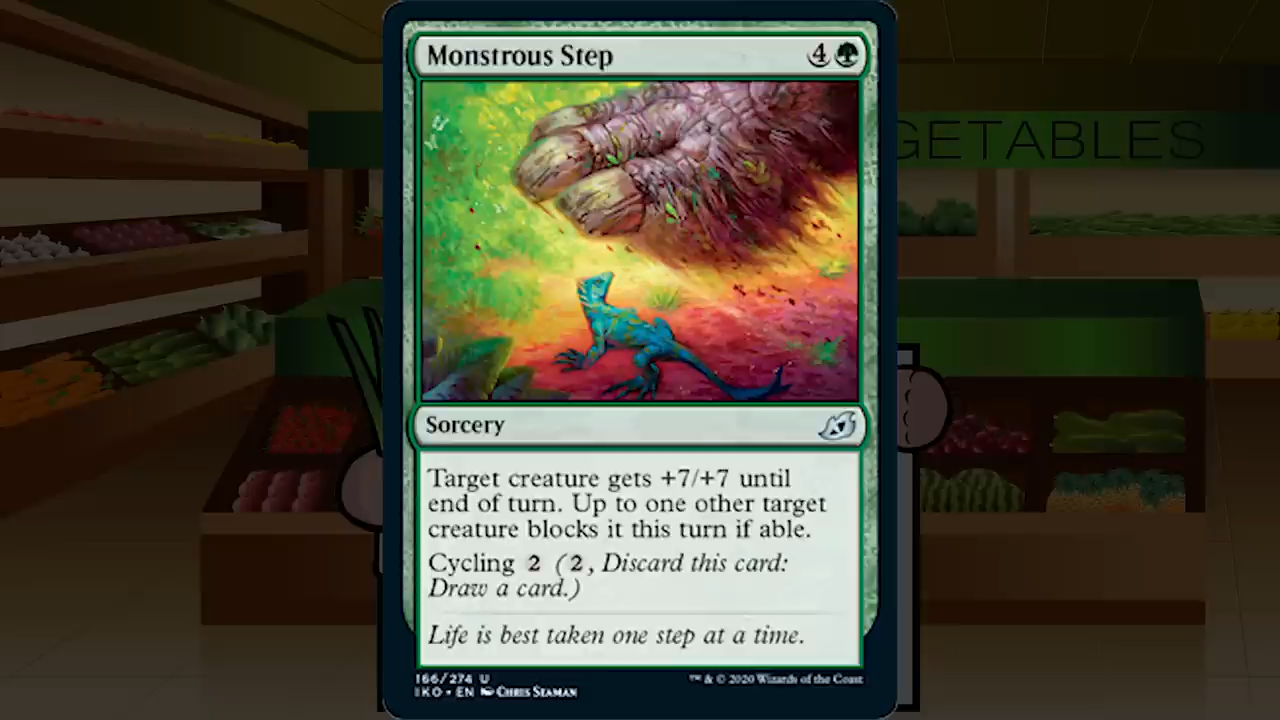 Monstrous Step 4
GETABLES
Sorcery
Target creature gets +7/+7 until
end of turn. Up to one other target
creature blocks it this turn if able.
Cycling 2 (2, Discard this card:
Draw a card.)
Life is best taken one step at a time.
166/274 U
™ & © 2020 Wizards of the Coast
IKO • EN Chris Seaman